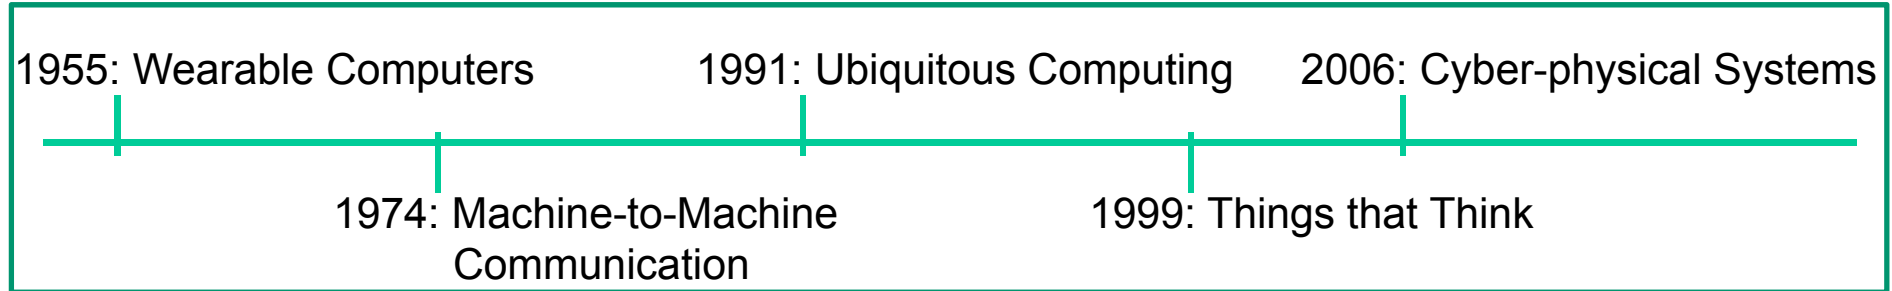 1955: Wearable Computers
1991: Ubiquitous Computing
2006: Cyber-physical Systems
1974: Machine-to-Machine
Communication
1999: Things that Think